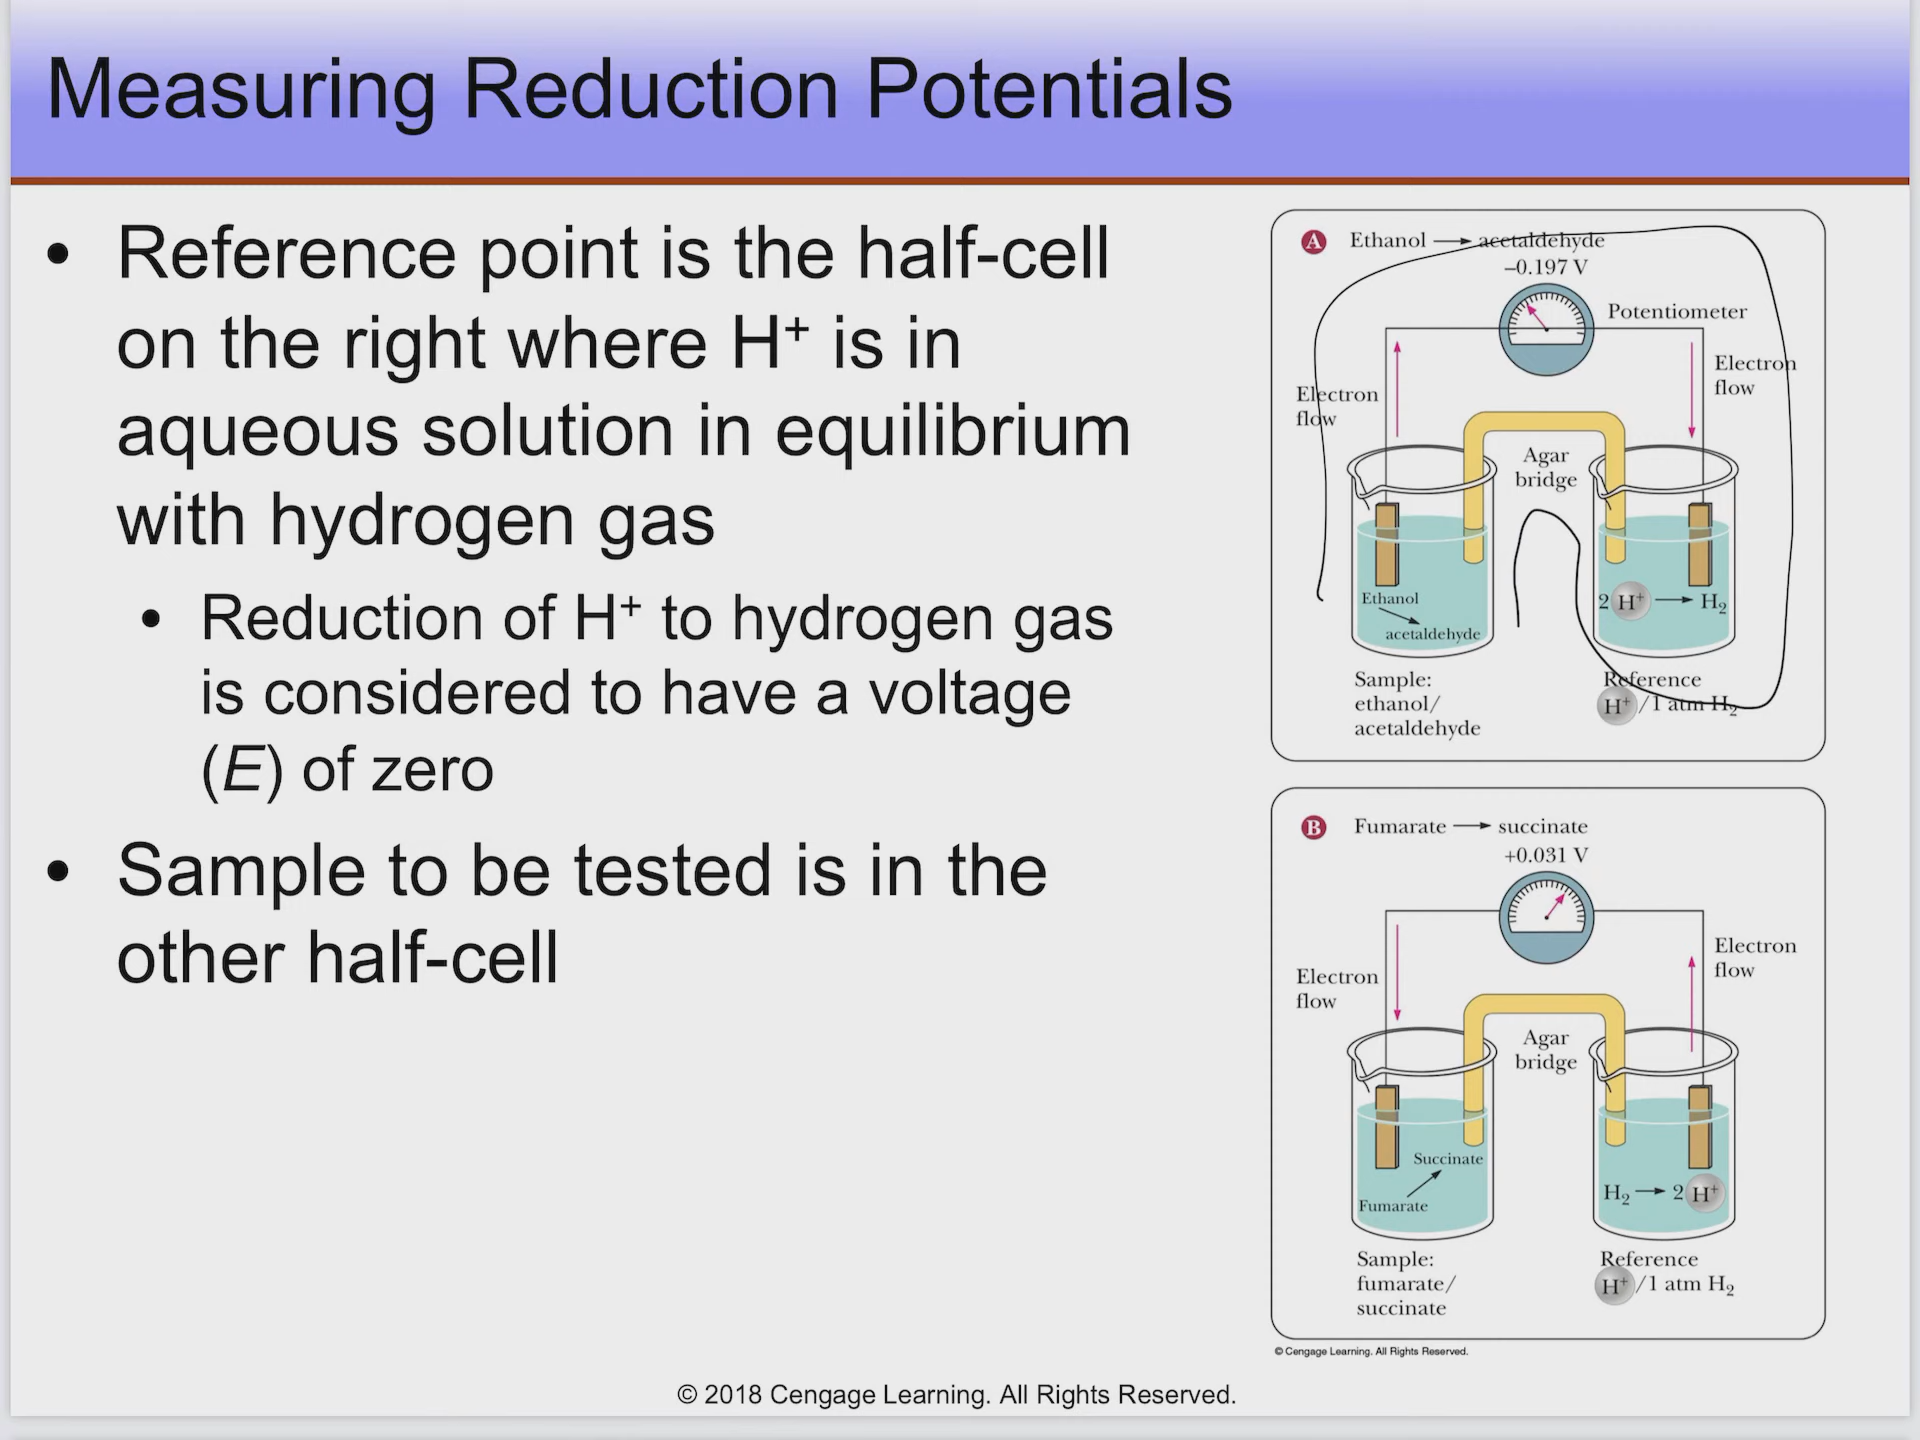 Measuring Reduction Potentials
• Reference point is the half-cell
on the right where H⁺ is in
aqueous solution in equilibrium
with hydrogen gas
• Reduction of H⁺ to hydrogen gas
is considered to have a voltage
(E) of zero
• Sample to be tested is in the
other half-cell
A Ethanol → acetaldehyde
–0.197 V
Potentiometer
Electron
flow
Electron
flow
Agar
bridge
Ethanol
acetaldehyde
2 H⁺ → H₂
Sample:
ethanol/
acetaldehyde
Reference
H⁺/1 atm H₂
B Fumarate → succinate
+0.031 V
Electron
flow
Electron
flow
Agar
bridge
Succinate
Fumarate
H₂ → 2 H⁺
Sample:
fumarate/
succinate
Reference
H⁺/1 atm H₂
© Cengage Learning. All Rights Reserved.
© 2018 Cengage Learning. All Rights Reserved.